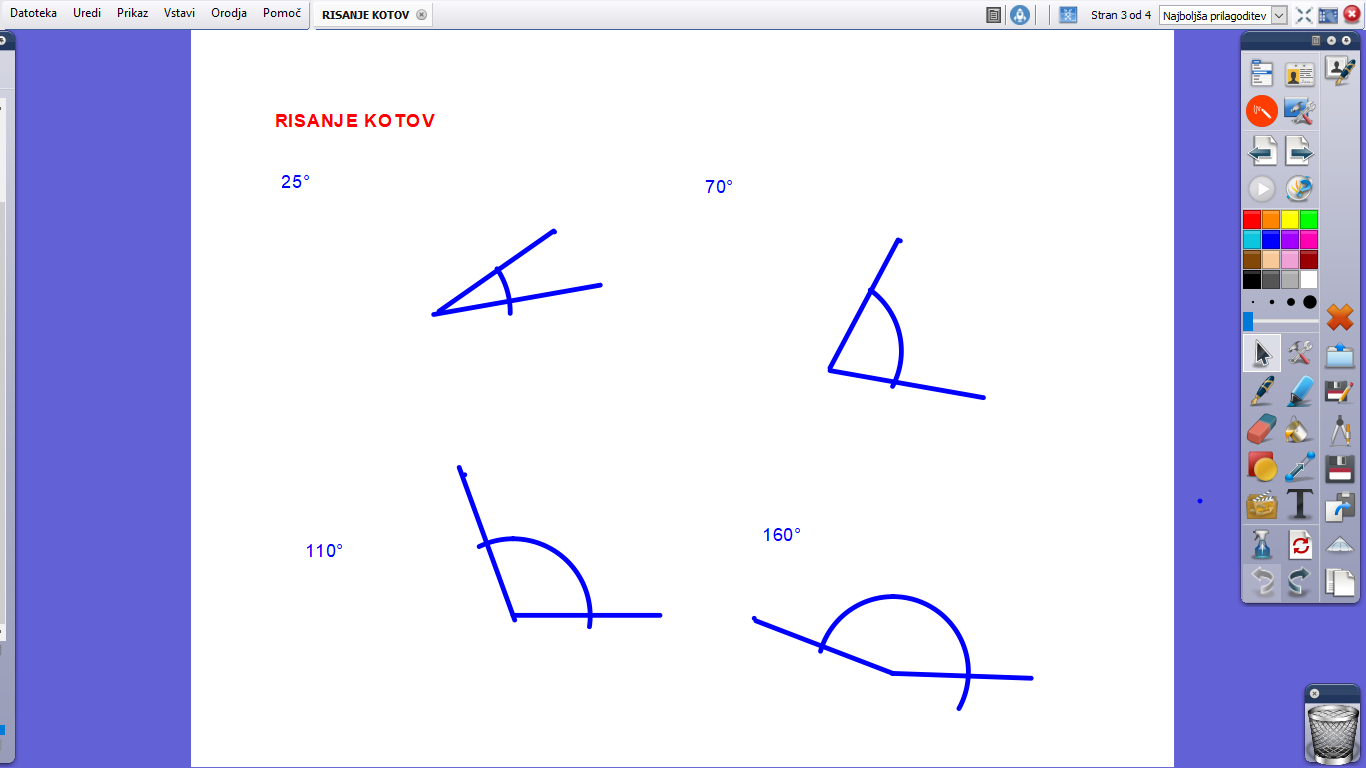 Datoteka Uredi Prikaz Vstavi Orodja Pomoč RISANJE KOTOV Stran 3 od 4 Najboljša prilagoditev
RISANJE KOTOV
25° 70°
110° 160°
T